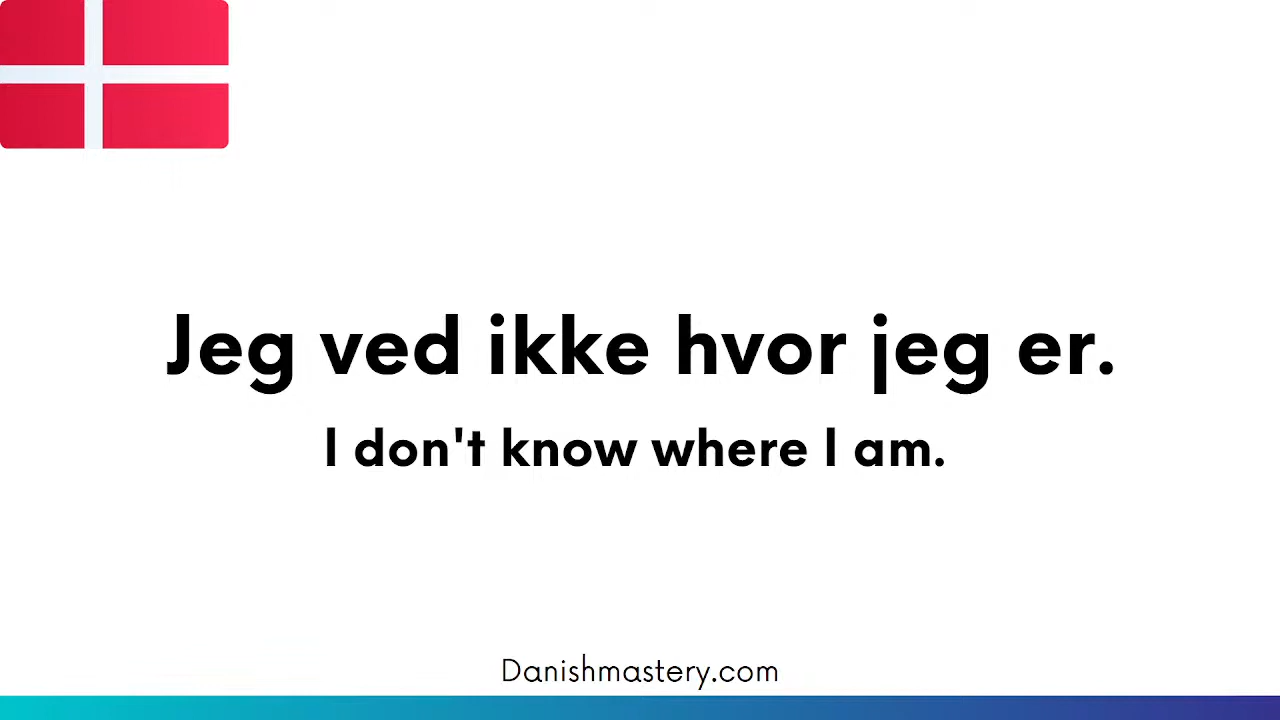 Jeg ved ikke hvor jeg er.
I don't know where I am.
Danishmastery.com